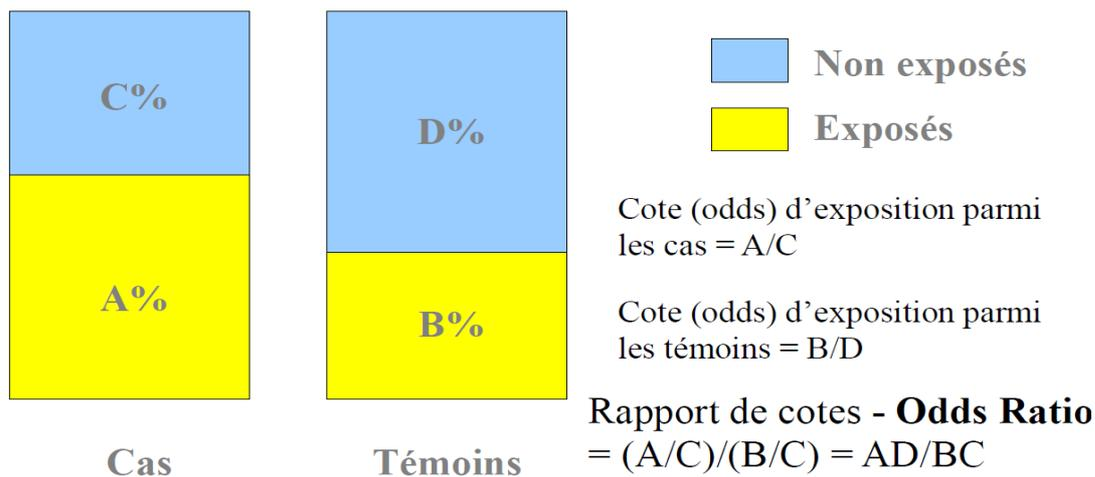 C%
D%
A%
B%
Cas
Témoins
Non exposés
Exposés
Cote (odds) d’exposition parmi
les cas = A/C
Cote (odds) d’exposition parmi
les témoins = B/D
Rapport de cotes - Odds Ratio
= (A/C)/(B/C) = AD/BC